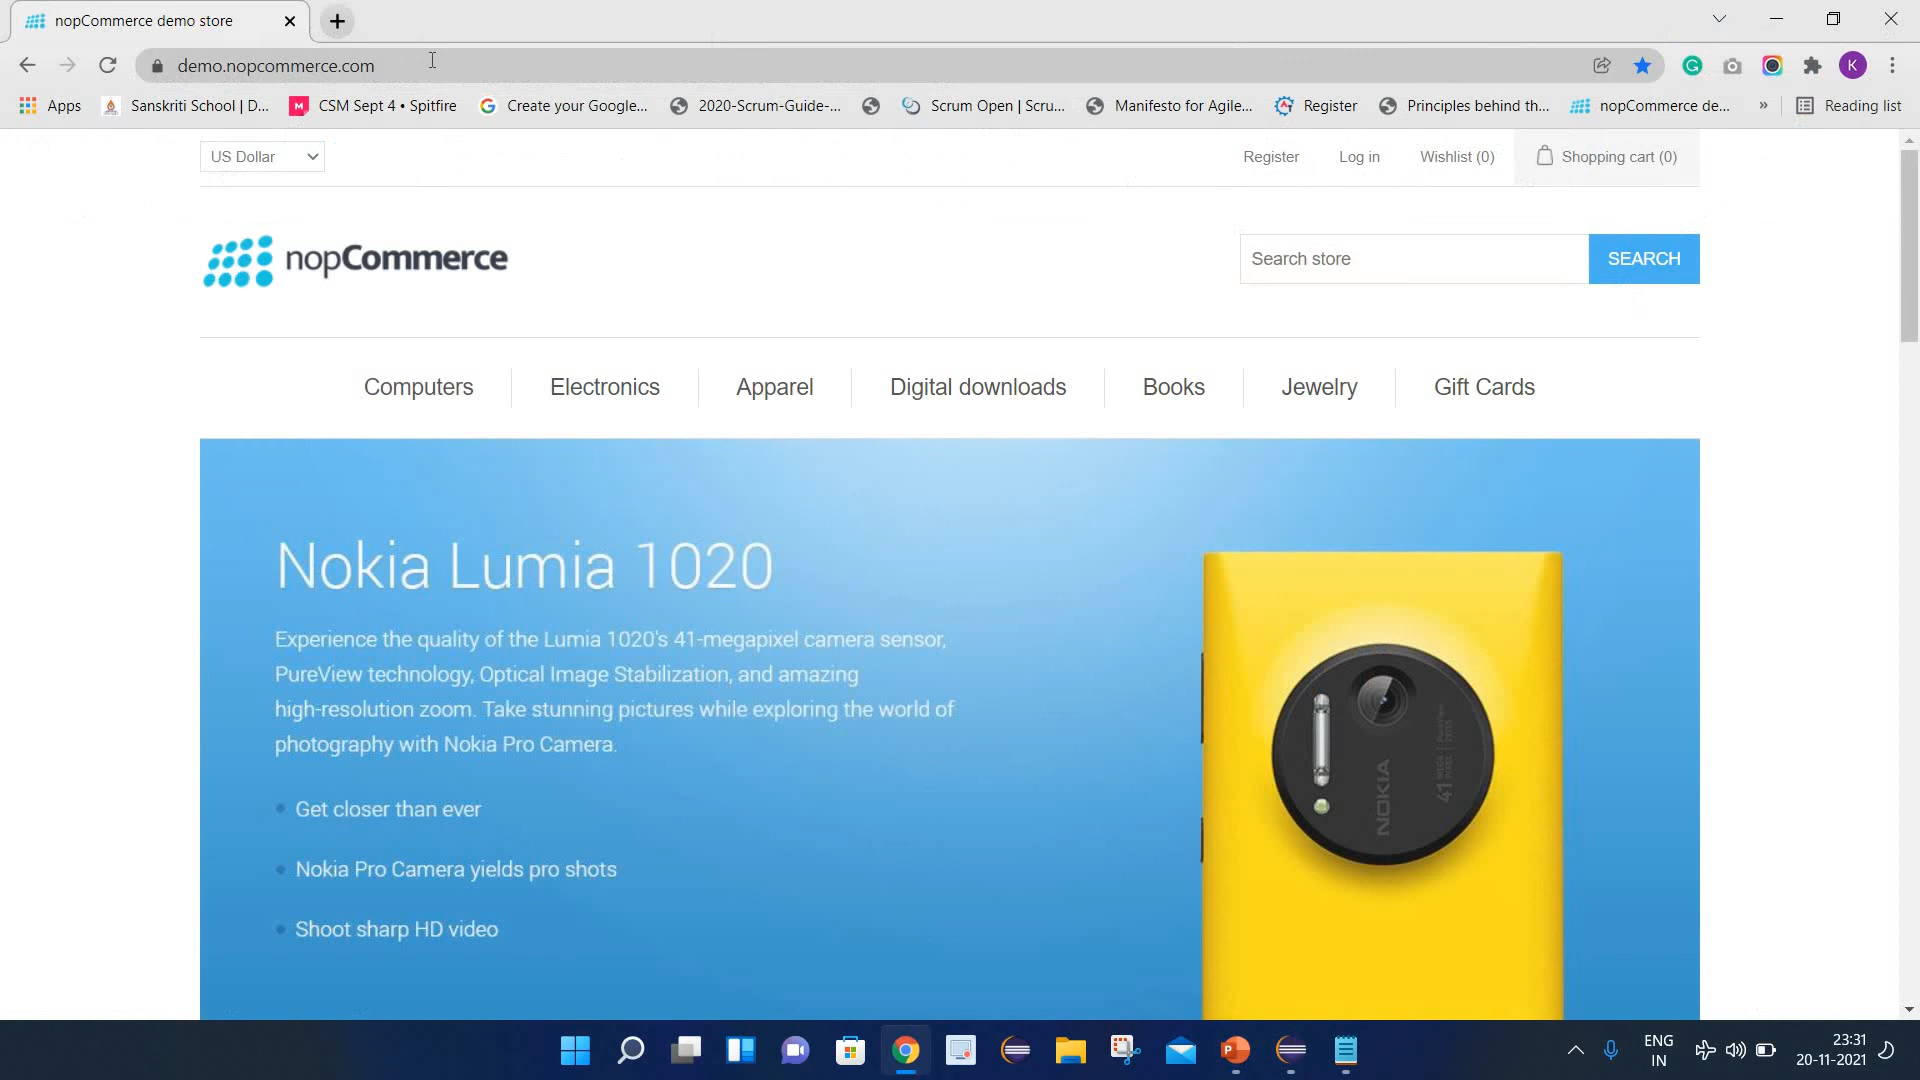 nopCommerce demo store
demo.nopcommerce.com
K
Apps
Sanskriti School | D...
CSM Sept 4 • Spitfire
Create your Google...
2020-Scrum-Guide-...
Scrum Open | Scru...
Manifesto for Agile...
Register
Principles behind th...
nopCommerce de...
»
Reading list
US Dollar
Register
Log in
Wishlist (0)
Shopping cart (0)
nopCommerce
Search store
SEARCH
Computers
Electronics
Apparel
Digital downloads
Books
Jewelry
Gift Cards
Nokia Lumia 1020
Experience the quality of the Lumia 1020's 41-megapixel camera sensor,
PureView technology, Optical Image Stabilization, and amazing
high-resolution zoom. Take stunning pictures while exploring the world of
photography with Nokia Pro Camera.
Get closer than ever
Nokia Pro Camera yields pro shots
Shoot sharp HD video
NOKIA
41
ENG
IN
23:31
20-11-2021